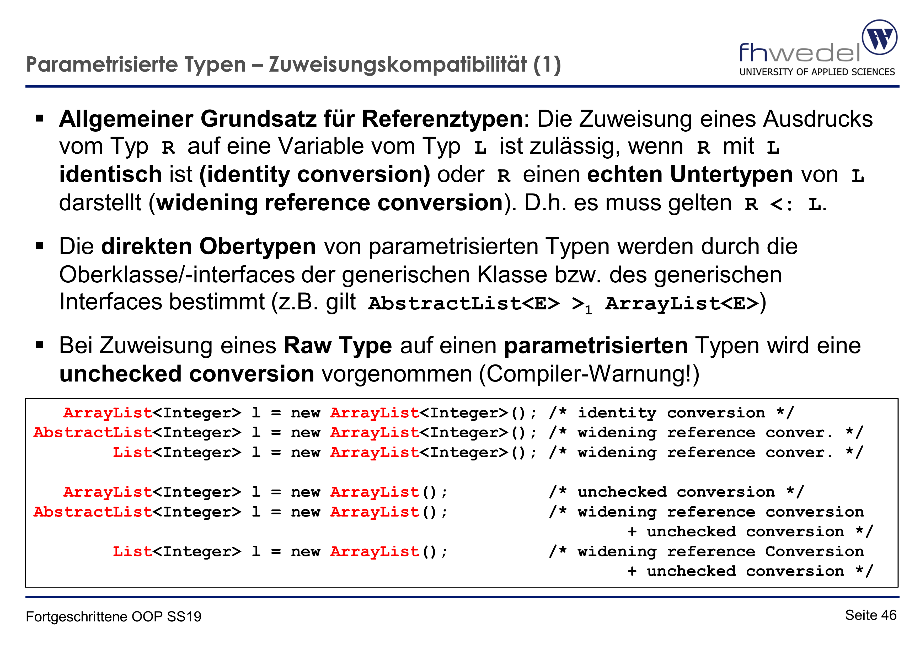 Parametrisierte Typen – Zuweisungskompatibilität (1)
fhwedel W
UNIVERSITY OF APPLIED SCIENCES
▪ Allgemeiner Grundsatz für Referenztypen: Die Zuweisung eines Ausdrucks
vom Typ R auf eine Variable vom Typ L ist zulässig, wenn R mit L
identisch ist (identity conversion) oder R einen echten Untertypen von L
darstellt (widening reference conversion). D.h. es muss gelten R <: L.
▪ Die direkten Obertypen von parametrisierten Typen werden durch die
Oberklasse/-interfaces der generischen Klasse bzw. des generischen
Interfaces bestimmt (z.B. gilt AbstractList<E> >₁ ArrayList<E>)
▪ Bei Zuweisung eines Raw Type auf einen parametrisierten Typen wird eine
unchecked conversion vorgenommen (Compiler-Warnung!)
ArrayList<Integer> l = new ArrayList<Integer>(); /* identity conversion */
AbstractList<Integer> l = new ArrayList<Integer>(); /* widening reference conver. */
List<Integer> l = new ArrayList<Integer>(); /* widening reference conver. */
ArrayList<Integer> l = new ArrayList(); /* unchecked conversion */
AbstractList<Integer> l = new ArrayList(); /* widening reference conversion
+ unchecked conversion */
List<Integer> l = new ArrayList(); /* widening reference Conversion
+ unchecked conversion */
Fortgeschrittene OOP SS19
Seite 46